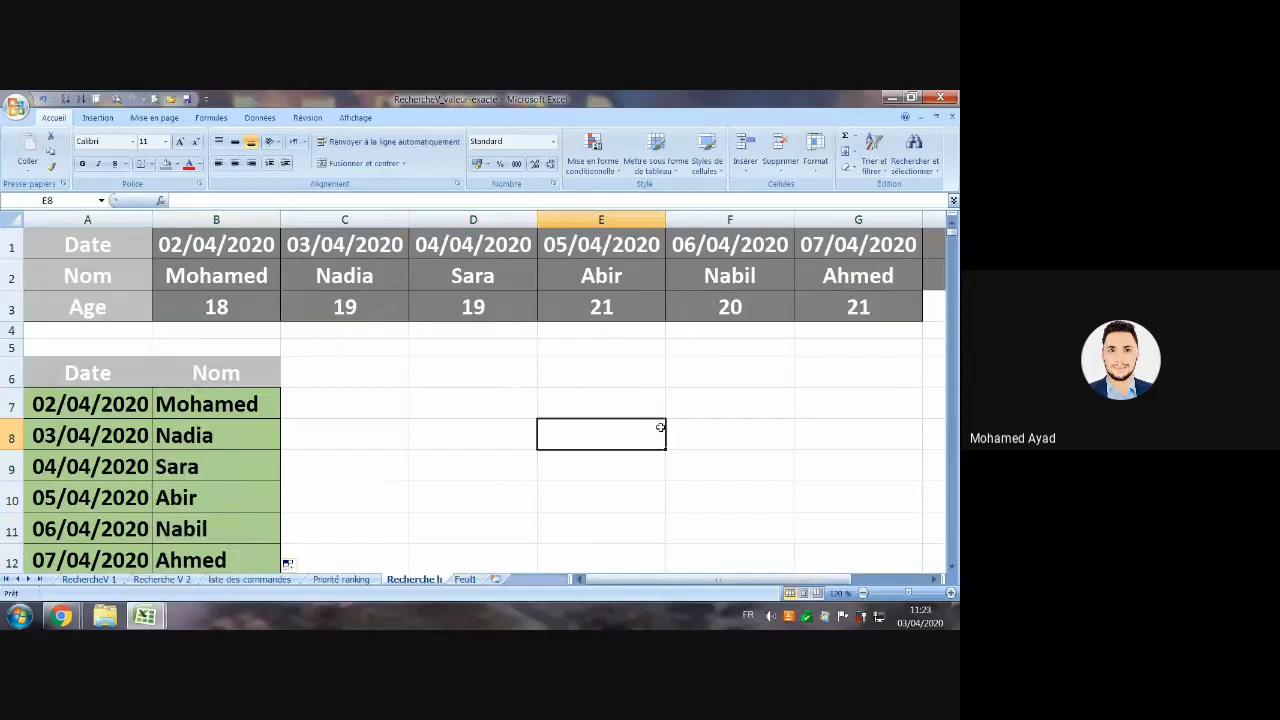 RechercheV_valeur-exacte - Microsoft Excel
Accueil Insertion Mise en page Formules Données Révision Affichage
Calibri 11 Renvoyer à la ligne automatiquement Standard
Coller G I S Fusionner et centrer % 000 Mise en forme conditionnelle Mettre sous forme de tableau Styles de cellules Insérer Supprimer Format Trier et filtrer Rechercher et sélectionner
Presse-papiers Police Alignement Nombre Style Cellules Édition
E8 fx
A B C D E F G
1 Date 02/04/2020 03/04/2020 04/04/2020 05/04/2020 06/04/2020 07/04/2020
2 Nom Mohamed Nadia Sara Abir Nabil Ahmed
3 Age 18 19 19 21 20 21
4
5
6 Date Nom
7 02/04/2020 Mohamed
8 03/04/2020 Nadia
9 04/04/2020 Sara
10 05/04/2020 Abir
11 06/04/2020 Nabil
12 07/04/2020 Ahmed
RechercheV 1 Recherche V 2 liste des commandes Priorité ranking Recherche h Feul1
Prêt 120 %
FR 11:23
03/04/2020
Mohamed Ayad